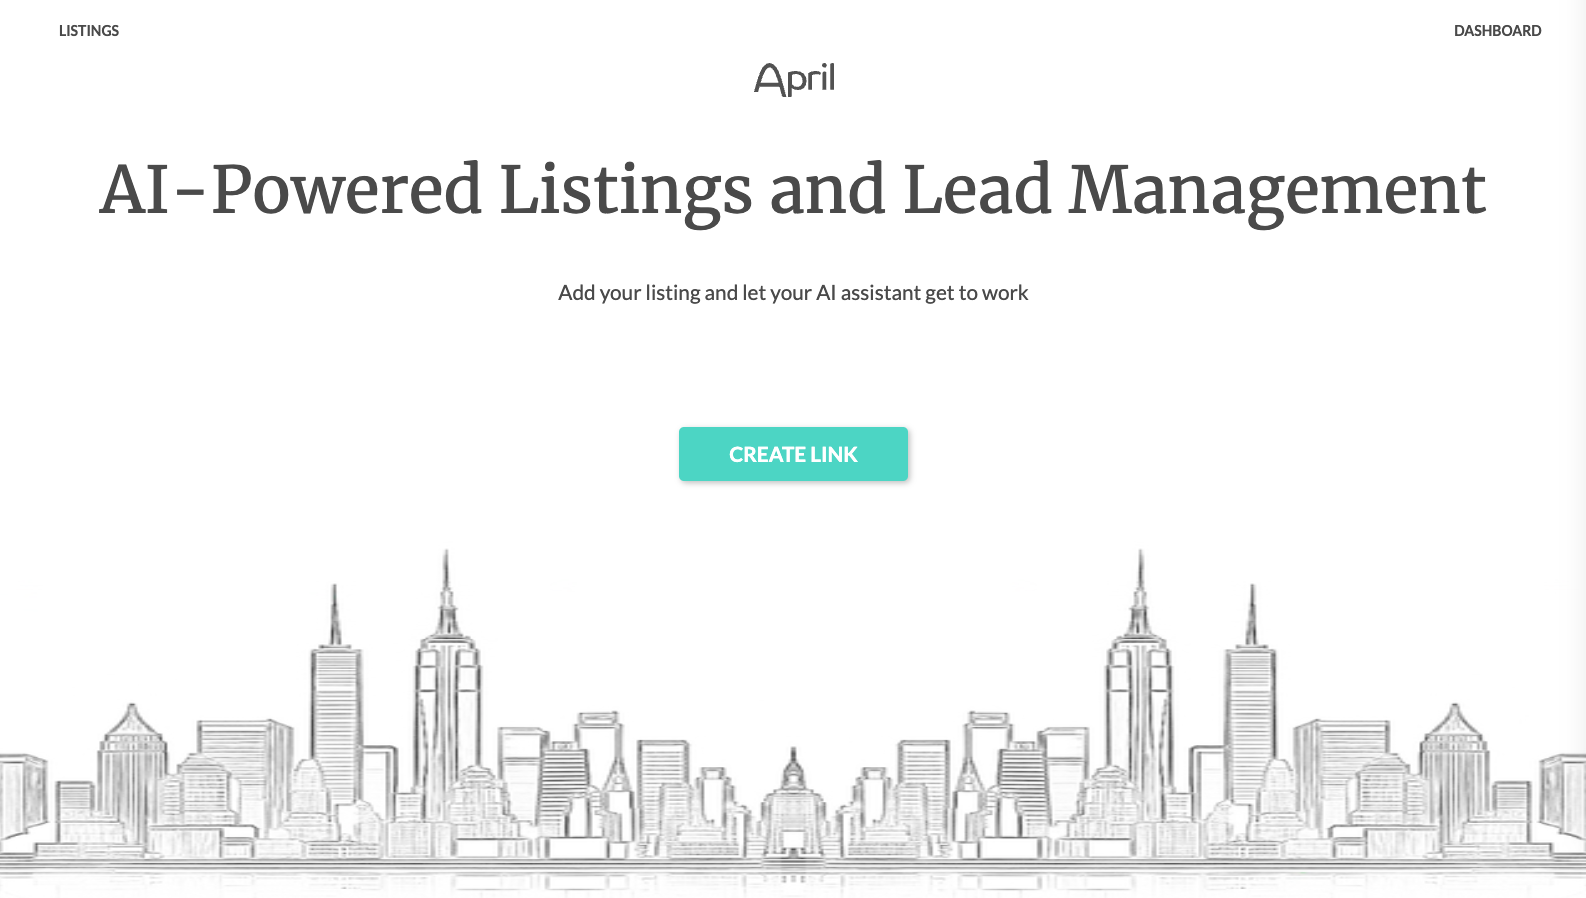 LISTINGS
DASHBOARD
April
AI-Powered Listings and Lead Management
Add your listing and let your AI assistant get to work
CREATE LINK